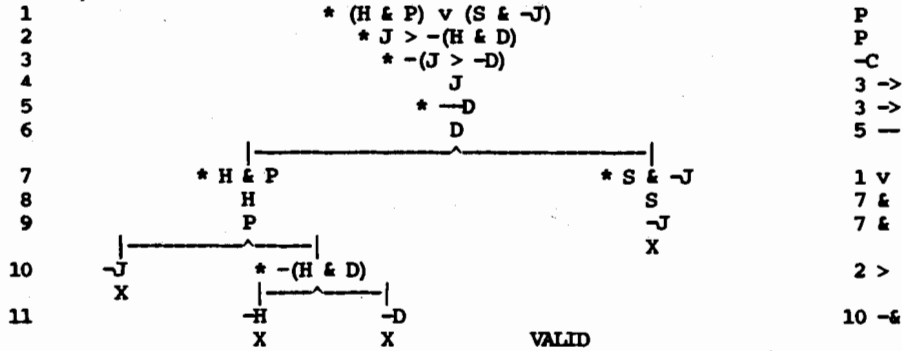 1 * (H & P) v (S & -J) P
2 * J > -(H & D) P
3 * -(J > -D) -C
4 J 3 ->
5 * --D 3 ->
6 D 5 --
7 * H & P * S & -J 1 v
8 H S 7 &
9 P -J 7 &
X
10 -J * -(H & D) 2 >
X
11 -H -D 10 -&
X X VALID